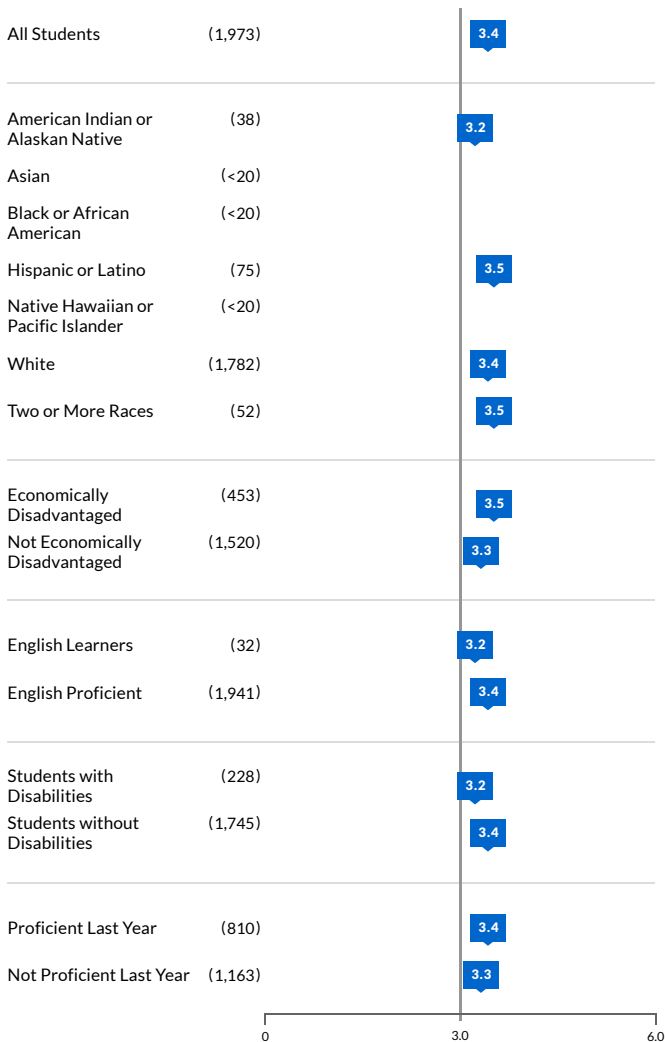 All Students (1,973) 3.4
American Indian or
Alaskan Native (38) 3.2
Asian (<20)
Black or African
American (<20)
Hispanic or Latino (75) 3.5
Native Hawaiian or
Pacific Islander (<20)
White (1,782) 3.4
Two or More Races (52) 3.5
Economically
Disadvantaged (453) 3.5
Not Economically
Disadvantaged (1,520) 3.3
English Learners (32) 3.2
English Proficient (1,941) 3.4
Students with
Disabilities (228) 3.2
Students without
Disabilities (1,745) 3.4
Proficient Last Year (810) 3.4
Not Proficient Last Year (1,163) 3.3
0 3.0 6.0